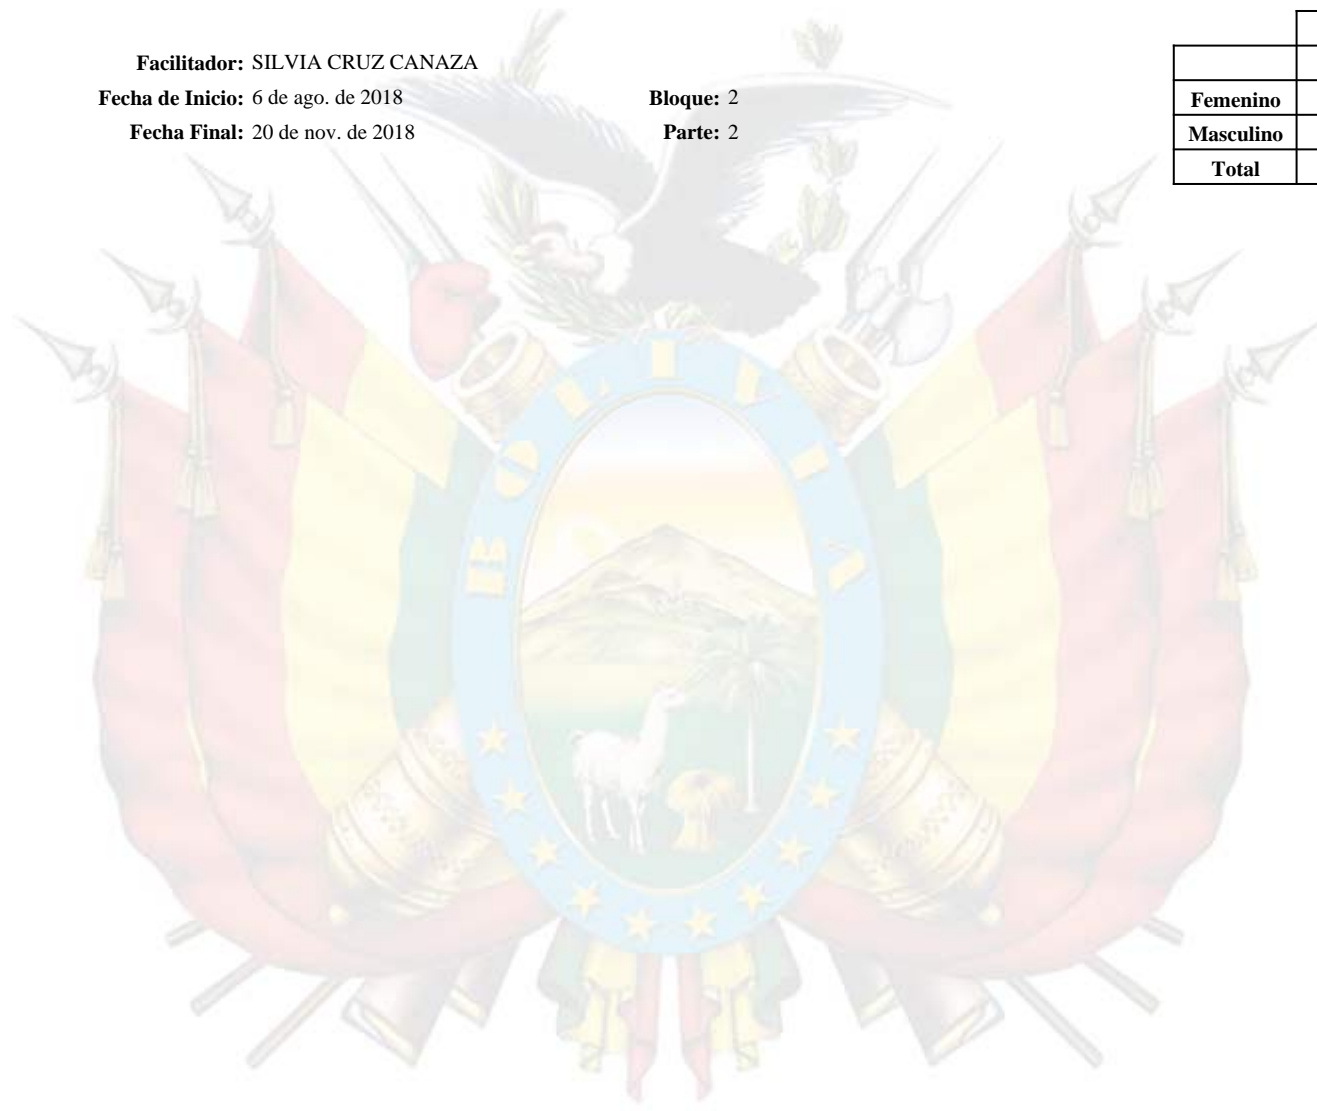 Facilitador: SILVIA CRUZ CANAZA
Fecha de Inicio: 6 de ago. de 2018 Bloque: 2
Fecha Final: 20 de nov. de 2018 Parte: 2
Femenino
Masculino
Total
BOLIVIA